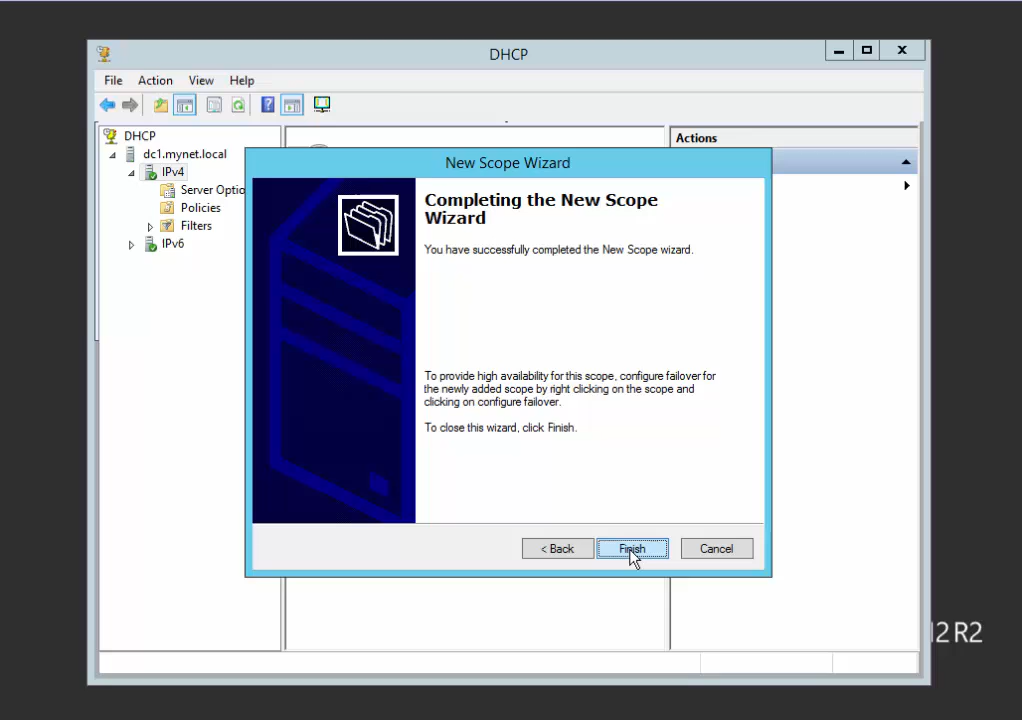 DHCP
File Action View Help
DHCP
dc1.mynet.local
IPv4
Server Optio
Policies
Filters
IPv6
Actions
New Scope Wizard
Completing the New Scope
Wizard
You have successfully completed the New Scope wizard.
To provide high availability for this scope, configure failover for
the newly added scope by right clicking on the scope and
clicking on configure failover.
To close this wizard, click Finish.
< Back Finish Cancel
2 R2